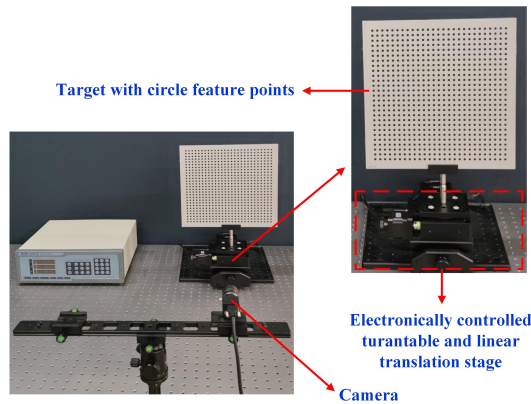 Target with circle feature points
Electronically controlled
turantable and linear
translation stage
Camera